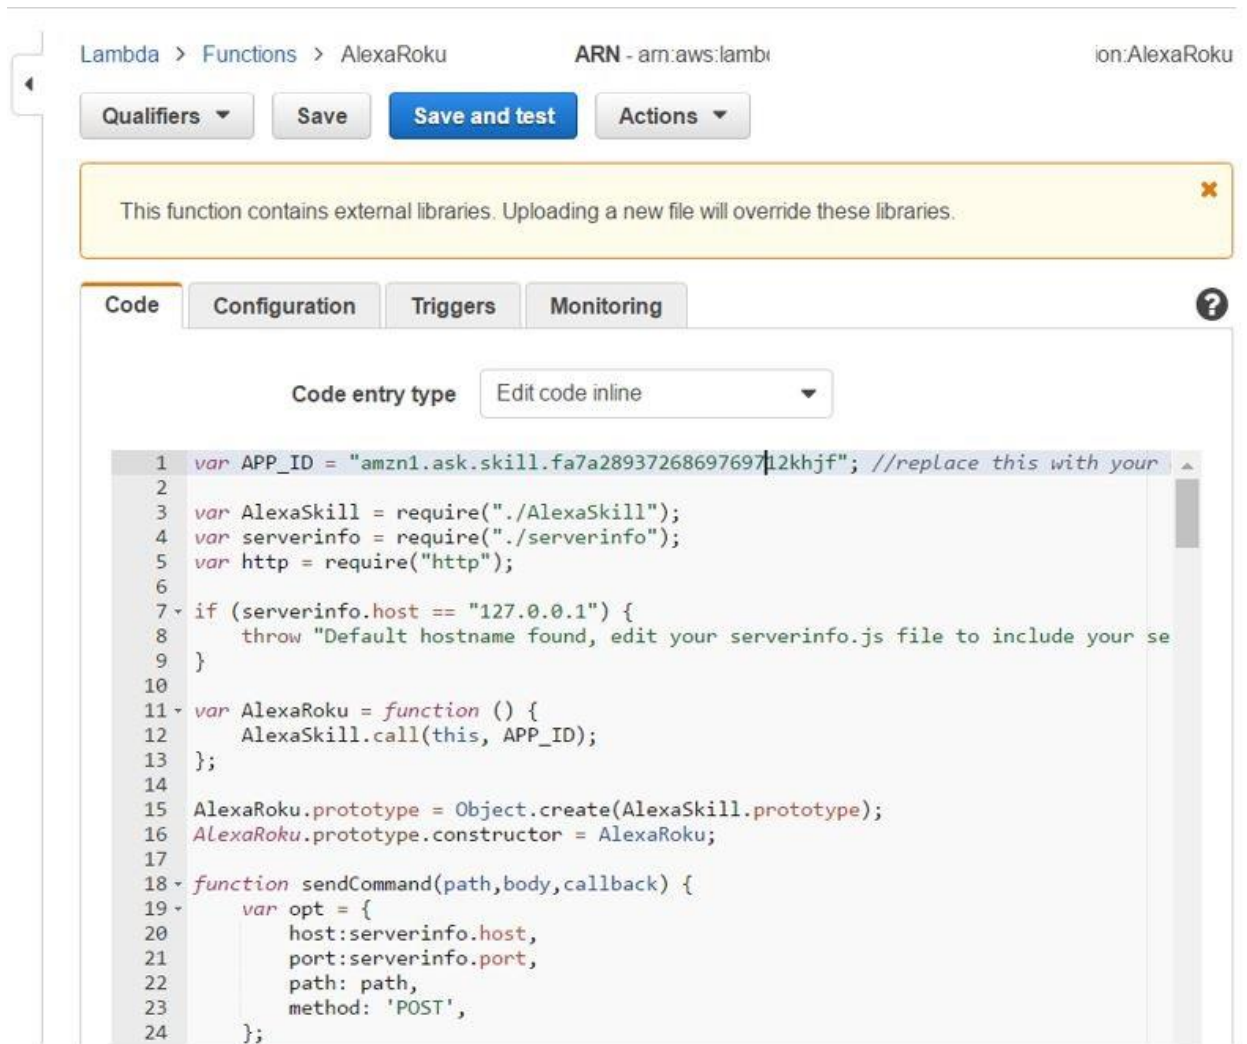 Lambda > Functions > AlexaRoku ARN - arn:aws:lambd ion:AlexaRoku
Qualifiers Save Save and test Actions
This function contains external libraries. Uploading a new file will override these libraries.
Code Configuration Triggers Monitoring
Code entry type Edit code inline
1 var APP_ID = "amzn1.ask.skill.fa7a2893726869769712khjf"; //replace this with your
2
3 var AlexaSkill = require("./AlexaSkill");
4 var serverinfo = require("./serverinfo");
5 var http = require("http");
6
7 if (serverinfo.host == "127.0.0.1") {
8 throw "Default hostname found, edit your serverinfo.js file to include your se
9 }
10
11 var AlexaRoku = function () {
12 AlexaSkill.call(this, APP_ID);
13 };
14
15 AlexaRoku.prototype = Object.create(AlexaSkill.prototype);
16 AlexaRoku.prototype.constructor = AlexaRoku;
17
18 function sendCommand(path,body,callback) {
19 var opt = {
20 host:serverinfo.host,
21 port:serverinfo.port,
22 path: path,
23 method: 'POST',
24 };